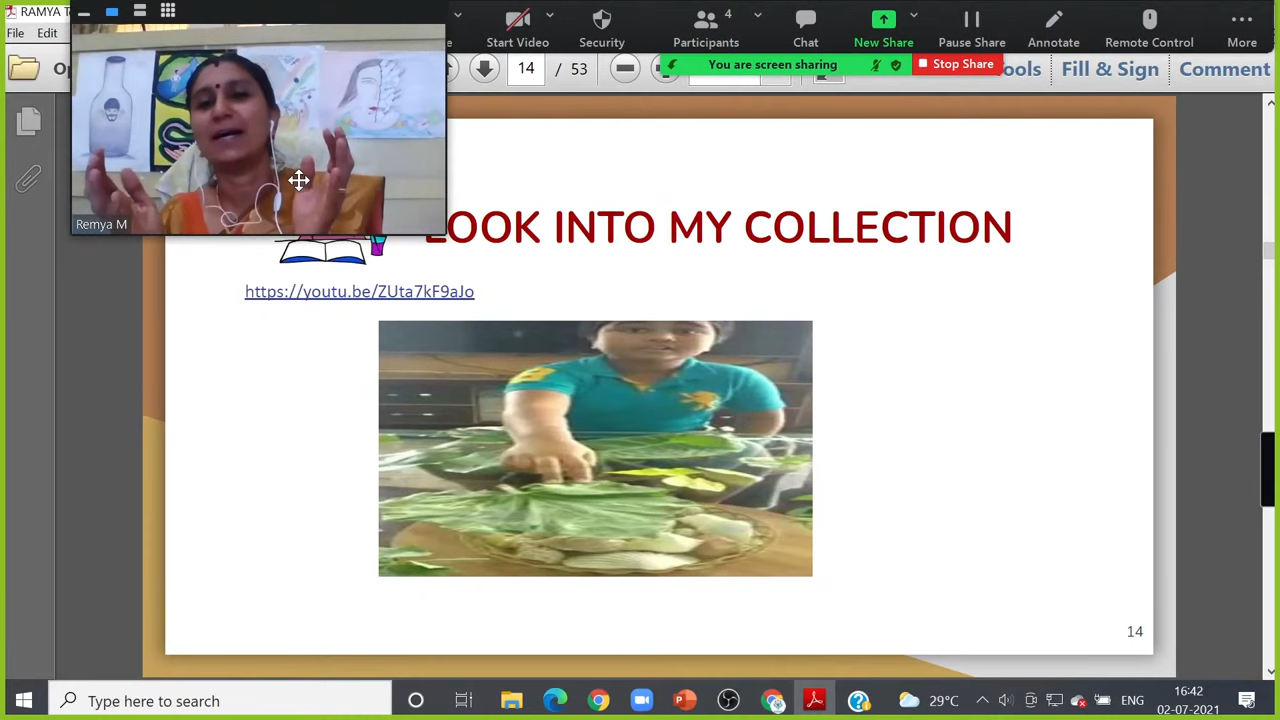 RAMYA T
File
Start Video
Security
4
Participants
Chat
New Share
Pause Share
Annotate
Remote Control
More
You are screen sharing
Stop Share
14 / 53
Fill & Sign
Comment
Remya M
LOOK INTO MY COLLECTION
https://youtu.be/ZUta7kF9aJo
14
Type here to search
29°C
ENG
16:42
02-07-2021